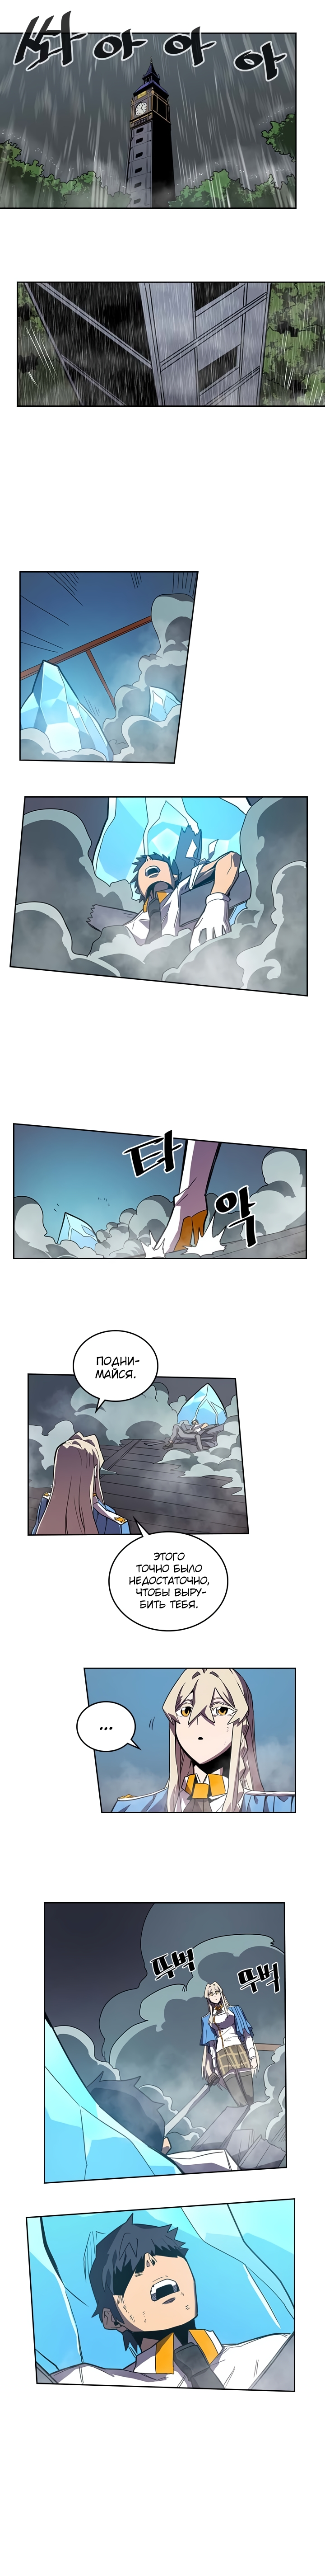 쏴아아아
타
악
ПОДНИ-
МАЙСЯ.
ЭТОГО
ТОЧНО БЫЛО
НЕДОСТАТОЧНО,
ЧТОБЫ ВЫРУ-
БИТЬ ТЕБЯ.
...
뚜벅
뚜벅